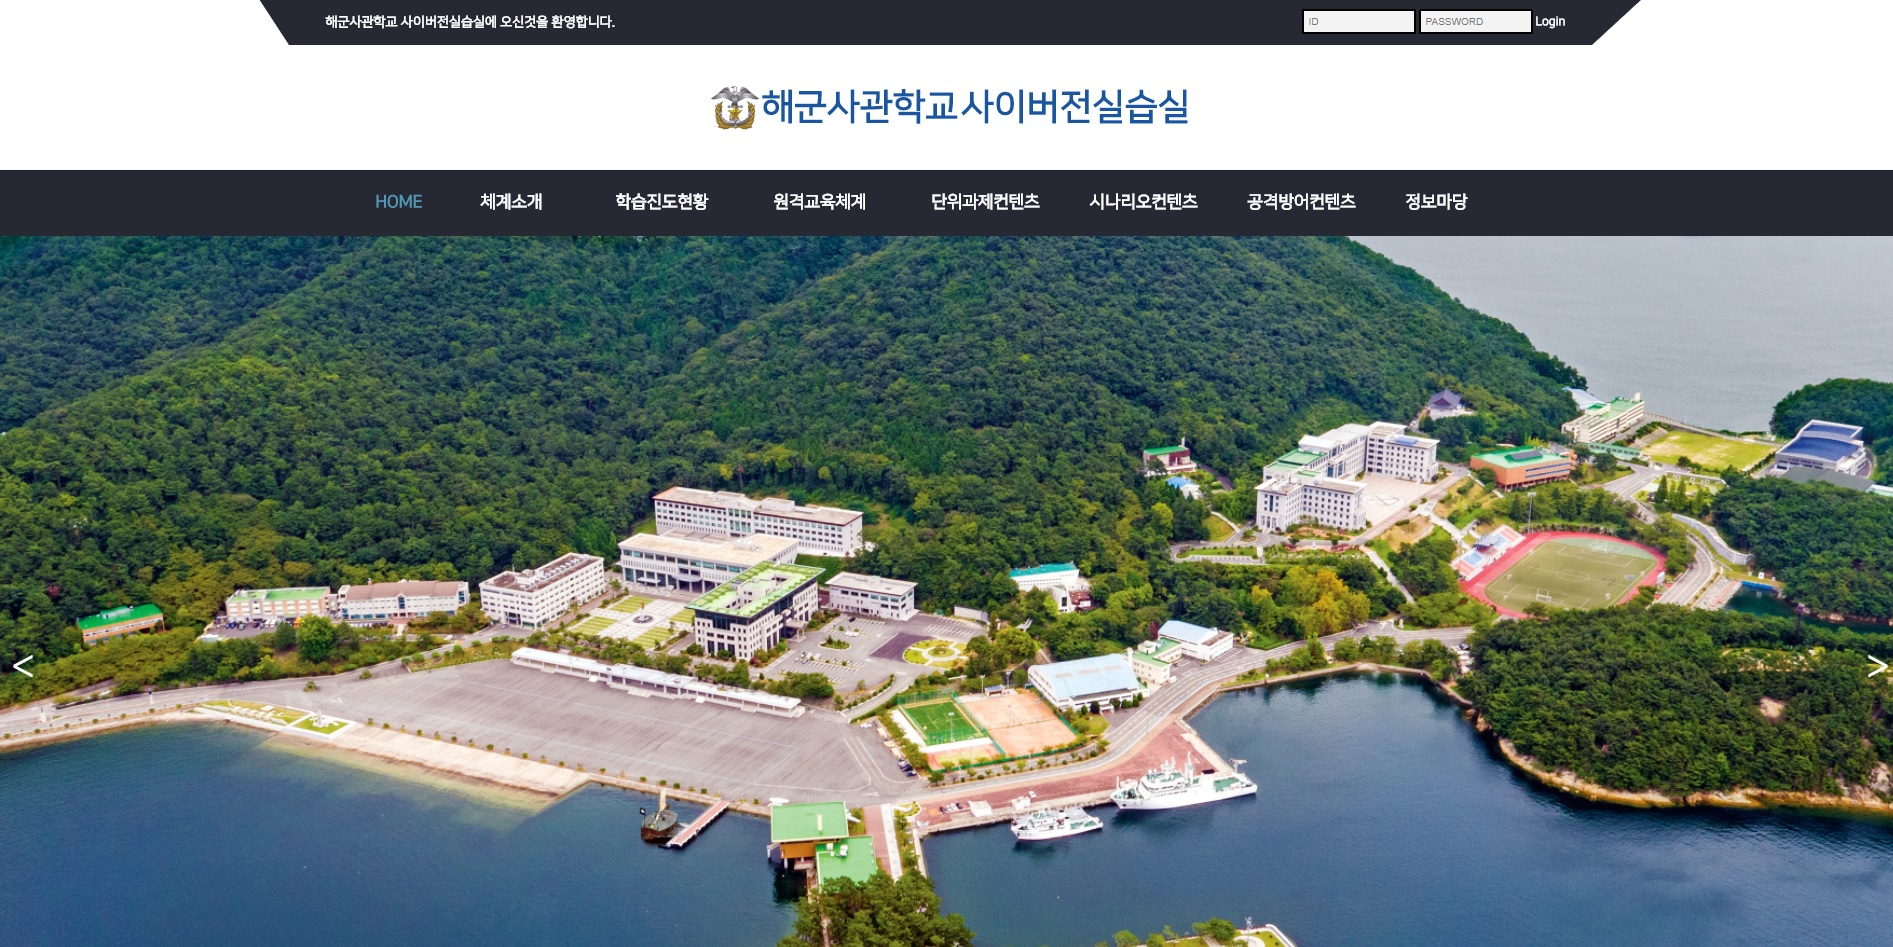 해군사관학교 사이버전실습실에 오신것을 환영합니다.
ID PASSWORD Login
해군사관학교 사이버전실습실
HOME 체계소개 학습진도현황 원격교육체계 단위과제컨텐츠 시나리오컨텐츠 공격방어컨텐츠 정보마당
< >